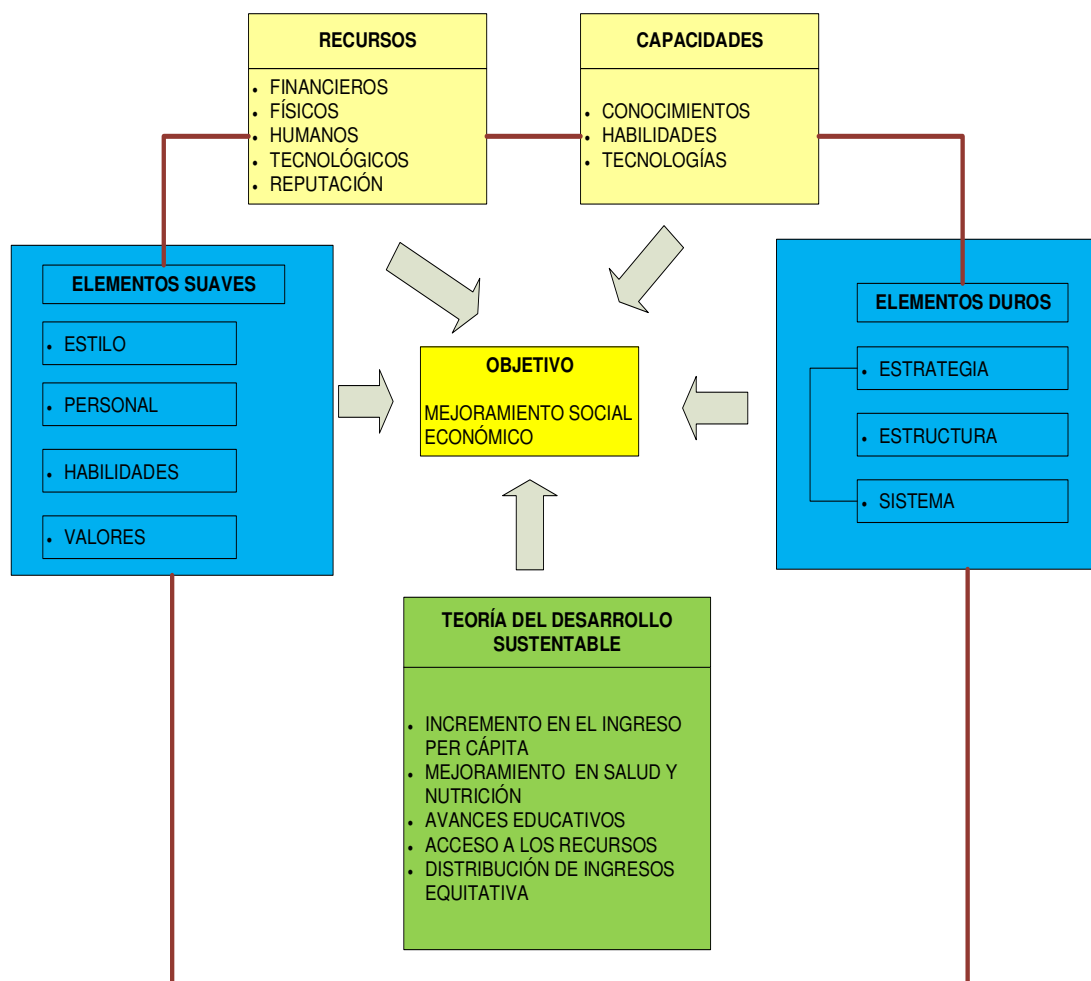 RECURSOS
• FINANCIEROS
• FÍSICOS
• HUMANOS
• TECNOLÓGICOS
• REPUTACIÓN
CAPACIDADES
• CONOCIMIENTOS
• HABILIDADES
• TECNOLOGÍAS
ELEMENTOS SUAVES
• ESTILO
• PERSONAL
• HABILIDADES
• VALORES
OBJETIVO
MEJORAMIENTO SOCIAL
ECONÓMICO
ELEMENTOS DUROS
• ESTRATEGIA
• ESTRUCTURA
• SISTEMA
TEORÍA DEL DESARROLLO
SUSTENTABLE
• INCREMENTO EN EL INGRESO
PER CÁPITA
• MEJORAMIENTO EN SALUD Y
NUTRICIÓN
• AVANCES EDUCATIVOS
• ACCESO A LOS RECURSOS
• DISTRIBUCIÓN DE INGRESOS
EQUITATIVA